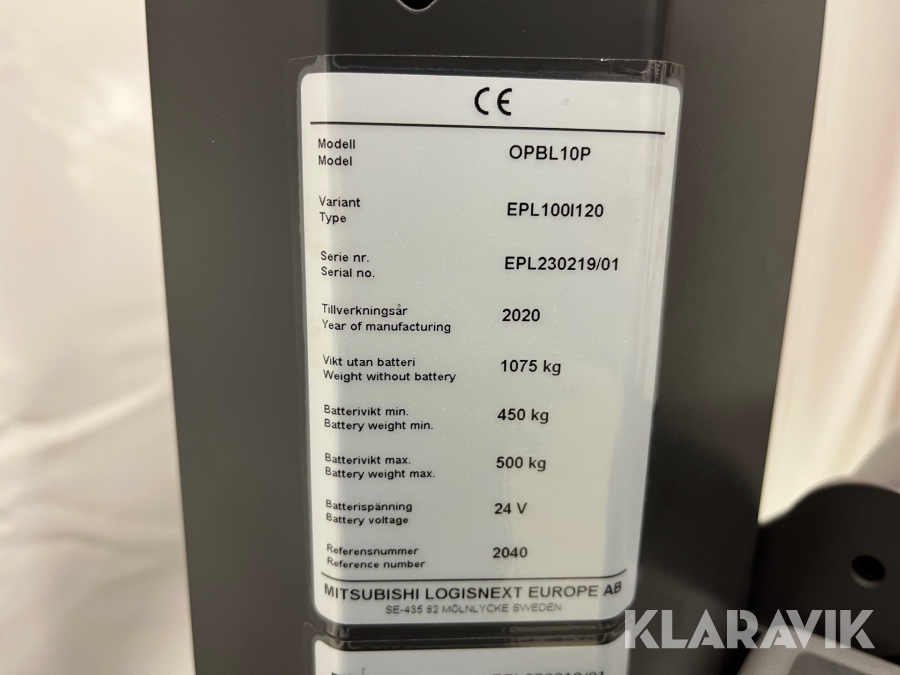 CE
Modell
Model
OPBL10P
Variant
Type
EPL100I120
Serie nr.
Serial no.
EPL230219/01
Tillverkningsår
Year of manufacturing
2020
Vikt utan batteri
Weight without battery
1075 kg
Batterivikt min.
Battery weight min.
450 kg
Batterivikt max.
Battery weight max.
500 kg
Batterispänning
Battery voltage
24 V
Referensnummer
Reference number
2040
MITSUBISHI LOGISNEXT EUROPE AB
SE-435 82 MÖLNLYCKE SWEDEN
KLARAVIK